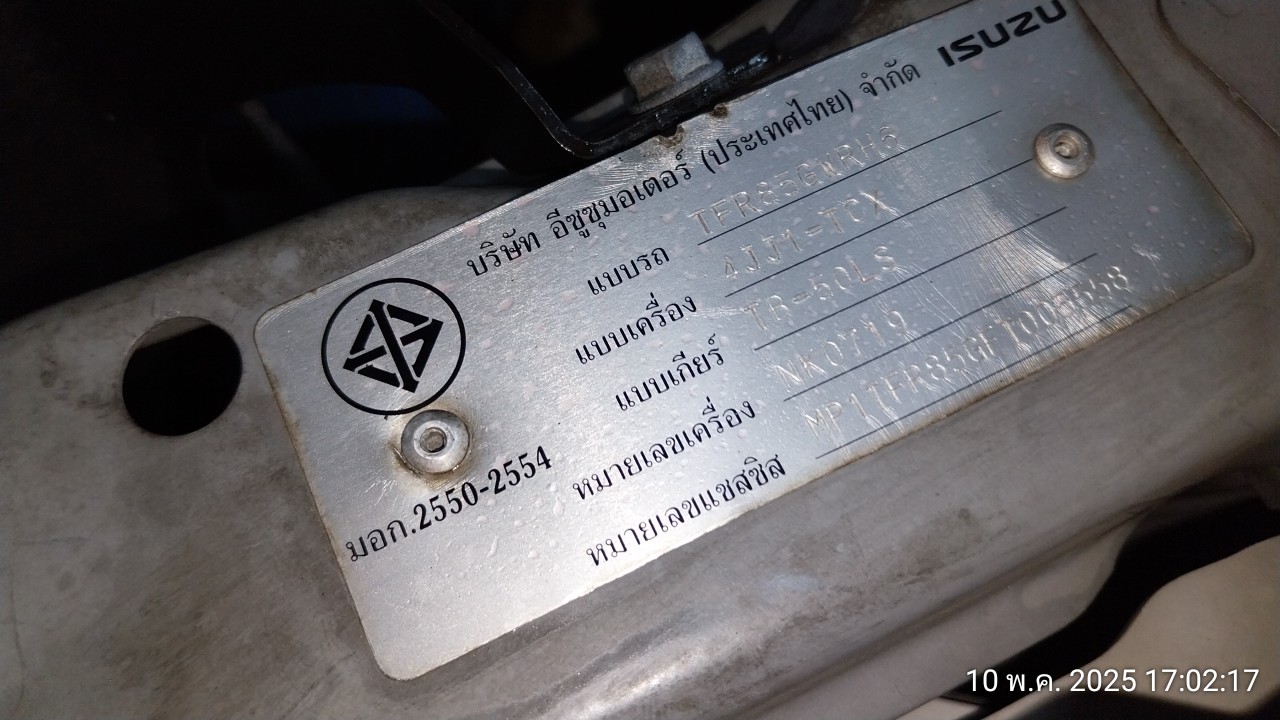 ISUZU
บริษัท อีซูซุมอเตอร์ (ประเทศไทย) จำกัด
แบบรถ
แบบเครื่อง 4JJ1-TCX
แบบเกียร์
หมายเลขเครื่อง NK0719
หมายเลขแชสซิส
มอก.2550-2554
10 พ.ค. 2025 17:02:17